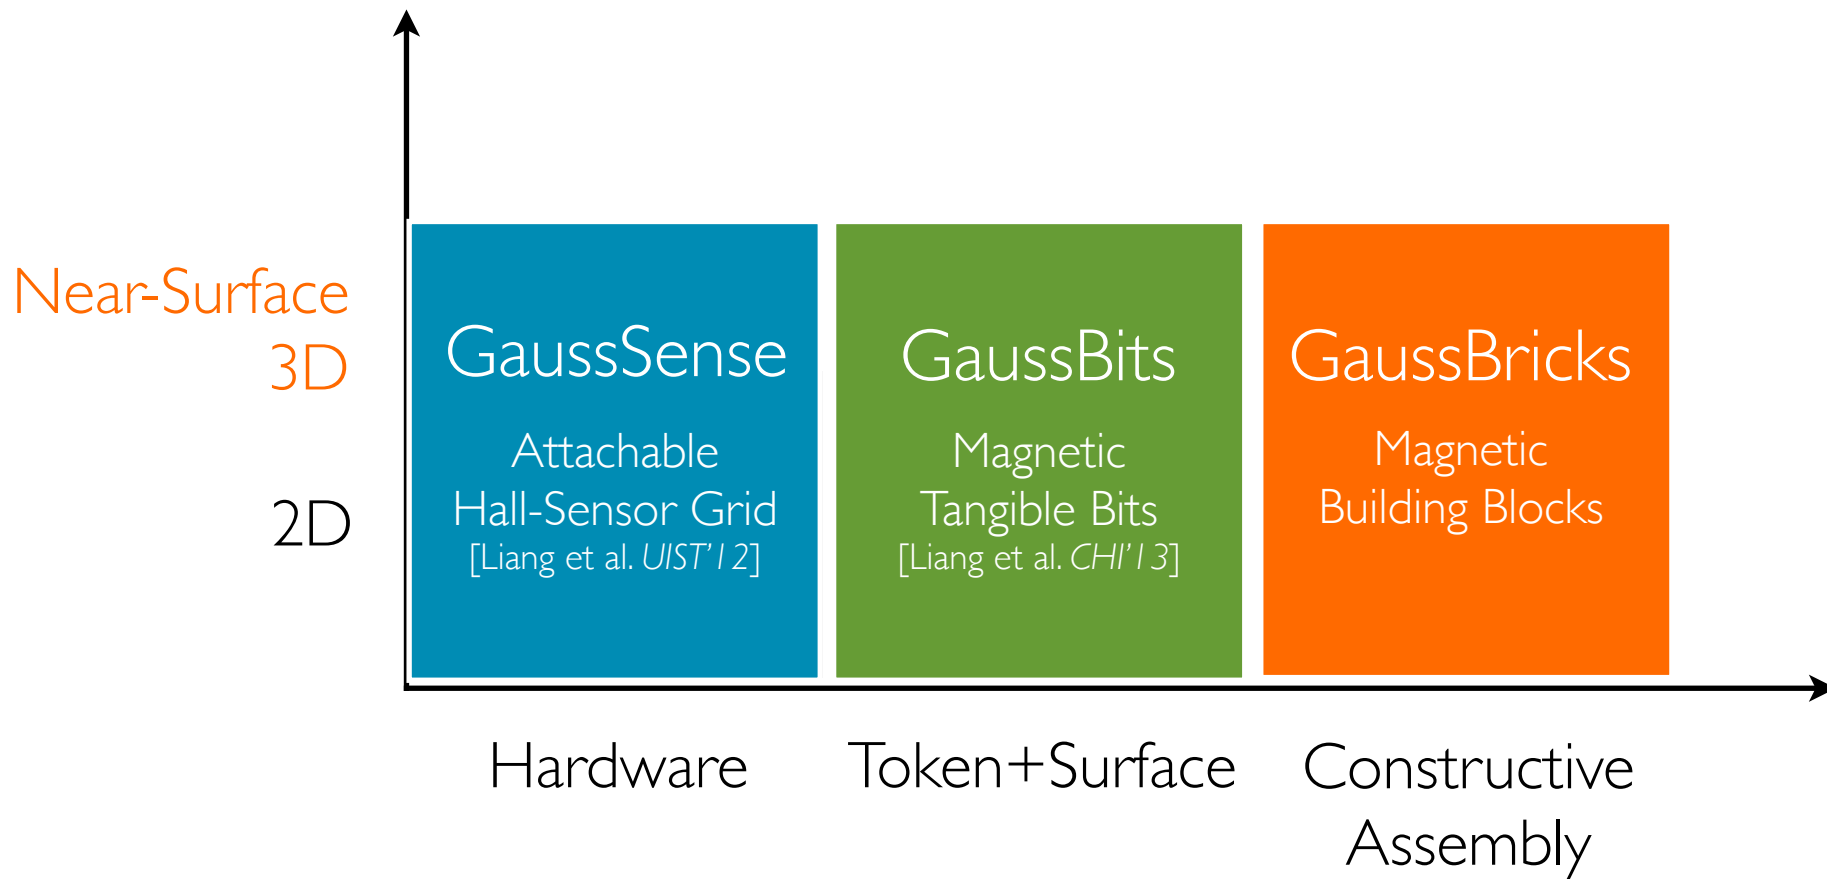 Near-Surface
3D
2D
GaussSense
Attachable
Hall-Sensor Grid
[Liang et al. UIST'12]
GaussBits
Magnetic
Tangible Bits
[Liang et al. CHI'13]
GaussBricks
Magnetic
Building Blocks
Hardware
Token+Surface
Constructive
Assembly